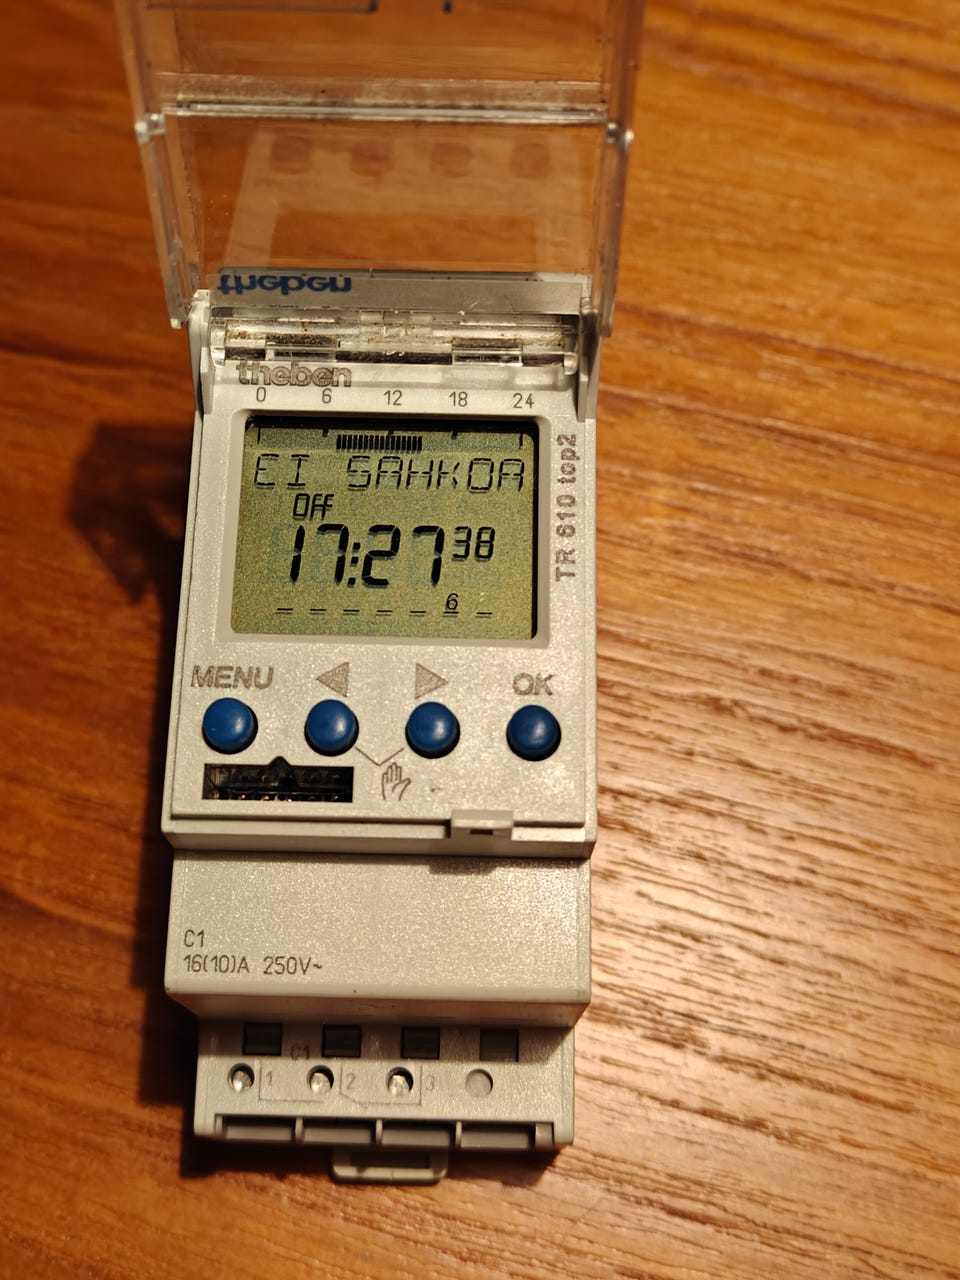 theben
theben
0 6 12 18 24
EI SAHKOA
Off
17:27 38
6
TR 610 top2
MENU OK
C1
16(10)A 250V~
C1
1 2 3